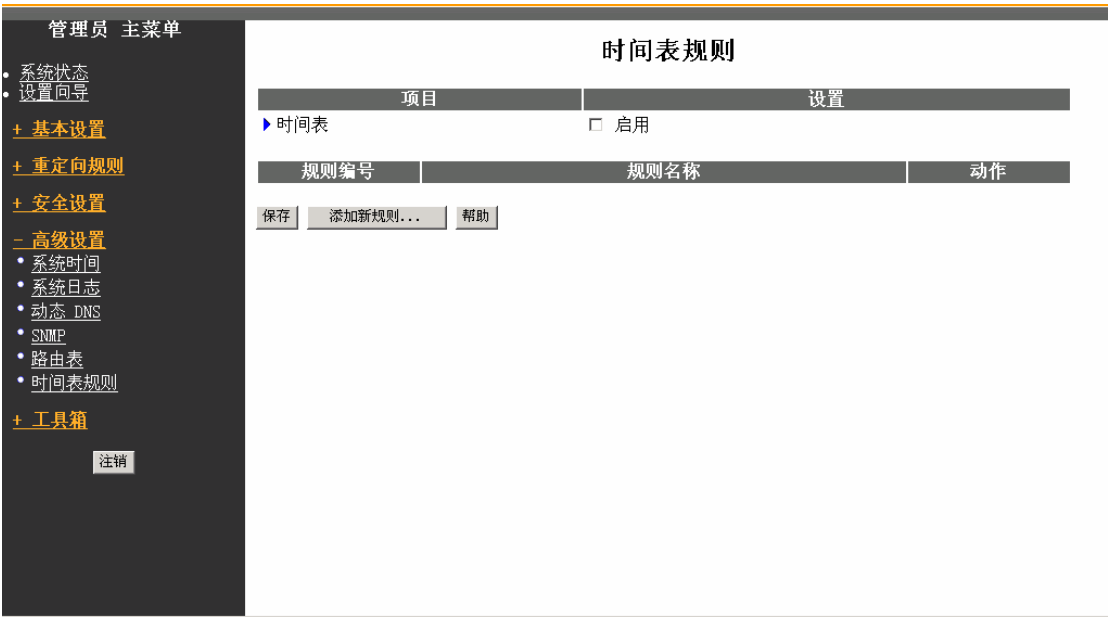 管理员 主菜单
系统状态
设置向导
+ 基本设置
+ 重定向规则
+ 安全设置
- 高级设置
系统时间
系统日志
动态 DNS
SNMP
路由表
时间表规则
+ 工具箱
注销
时间表规则
项目 设置
时间表 启用
规则编号 规则名称 动作
保存 添加新规则... 帮助